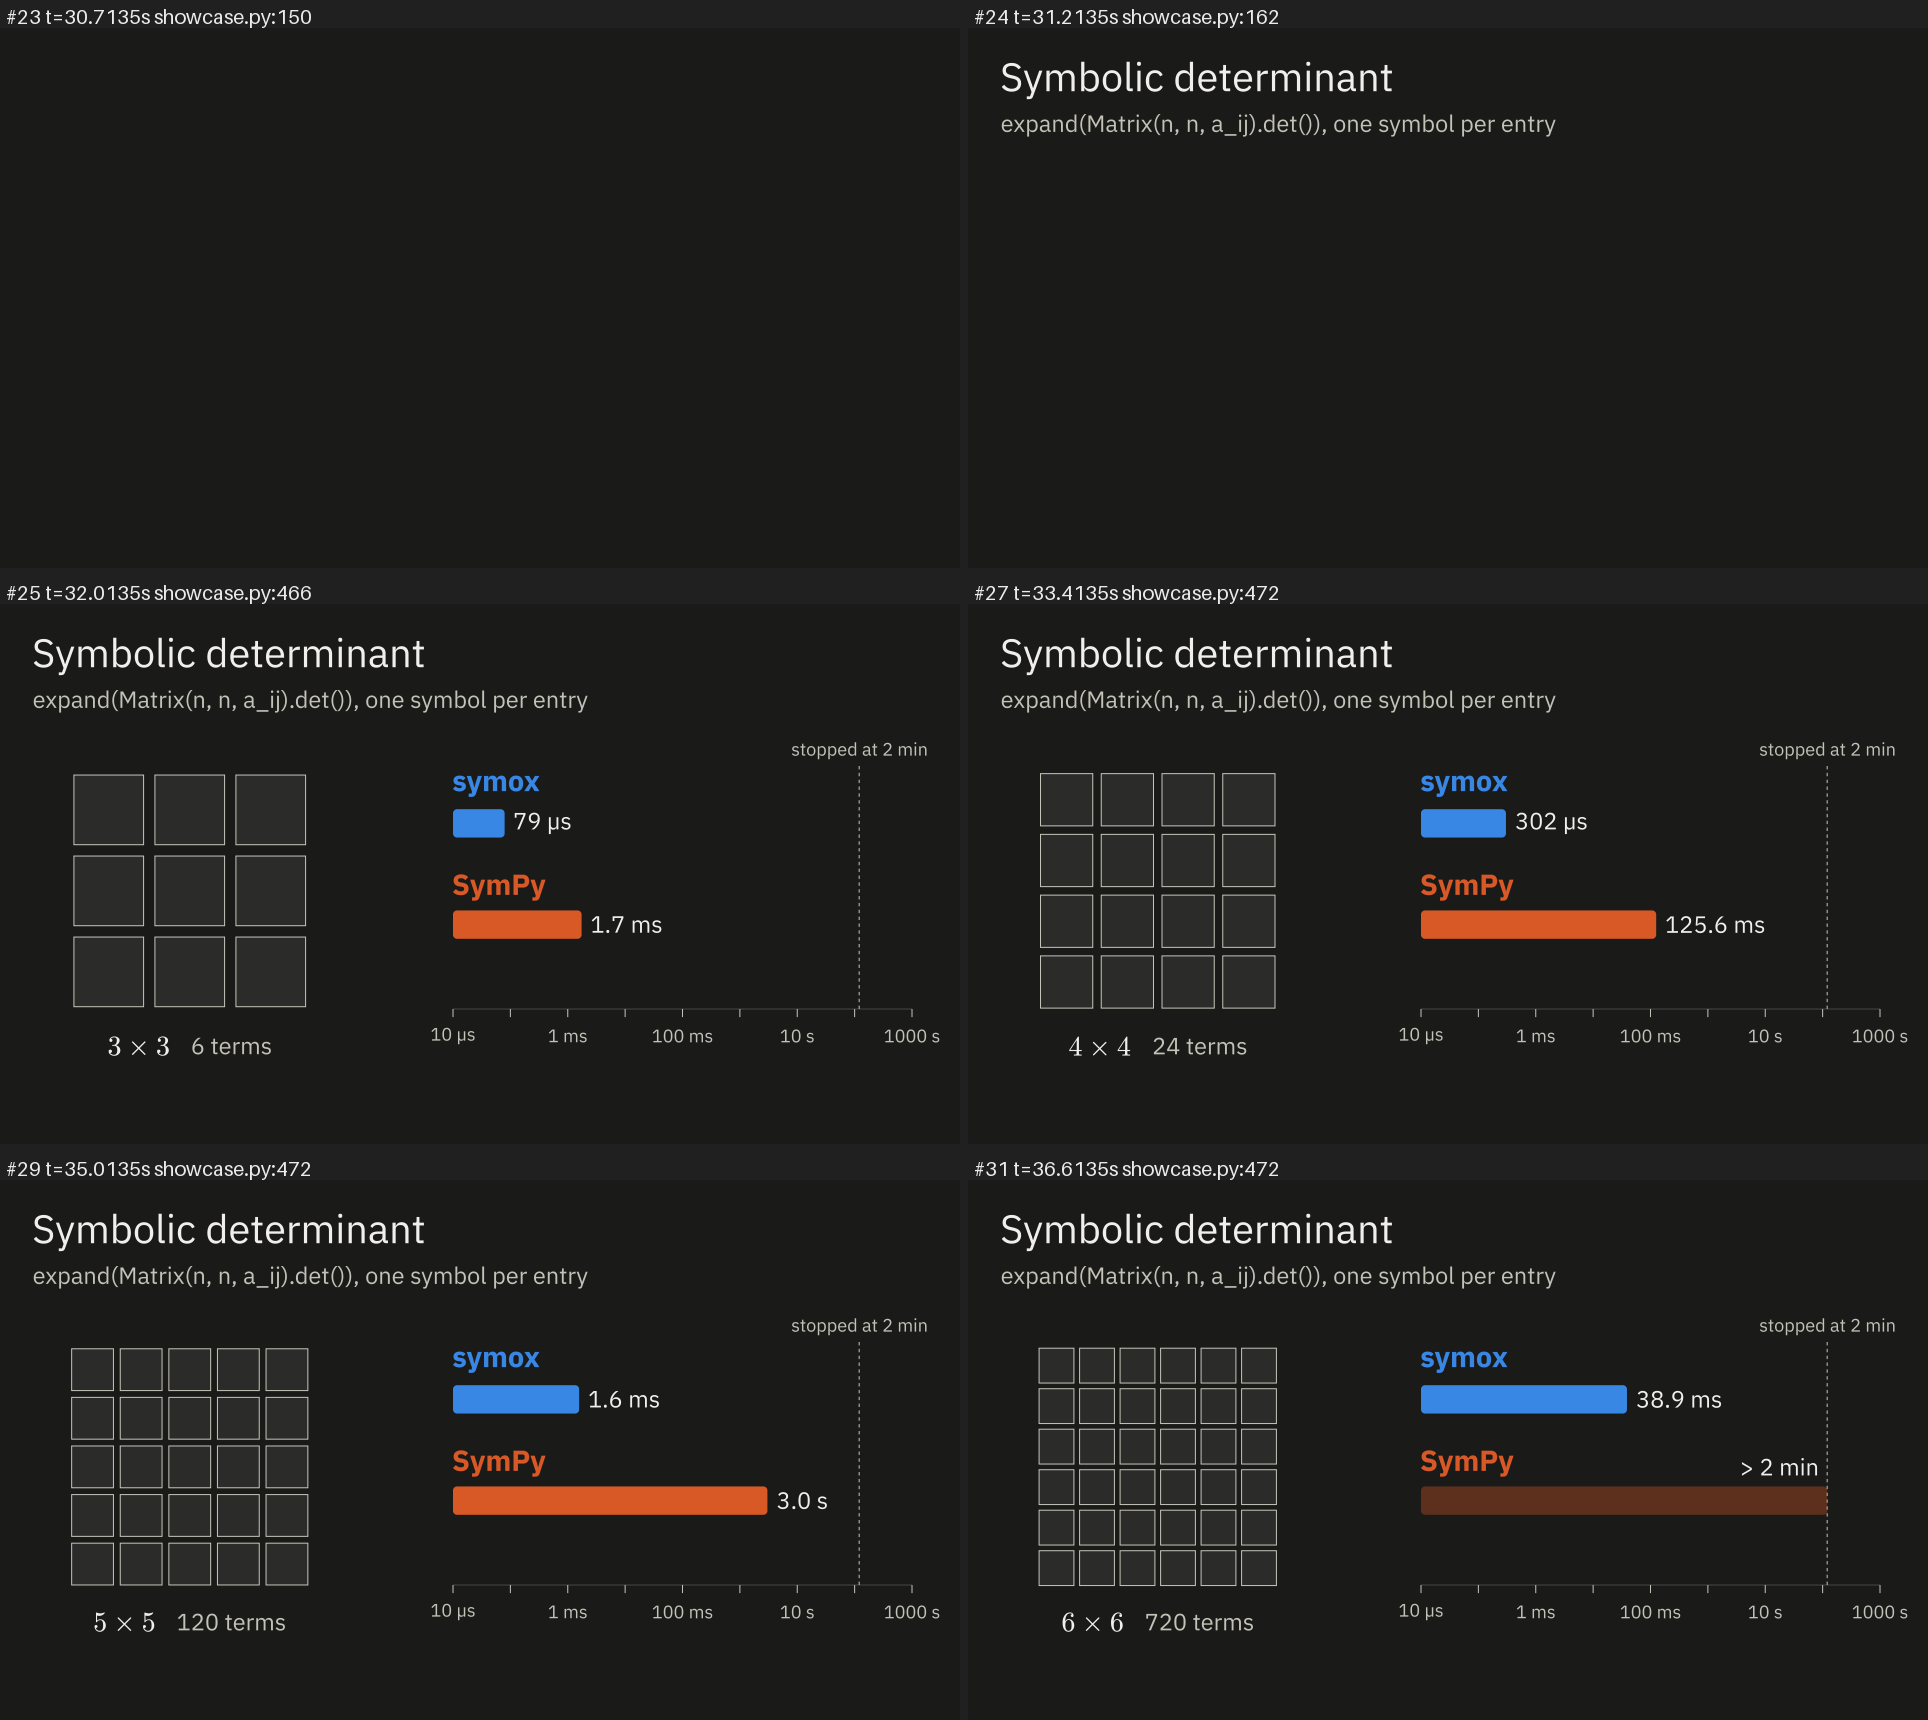 #23 t=30.7135s showcase.py:150
#24 t=31.2135s showcase.py:162
Symbolic determinant
expand(Matrix(n, n, a_ij).det()), one symbol per entry
#25 t=32.0135s showcase.py:466
Symbolic determinant
expand(Matrix(n, n, a_ij).det()), one symbol per entry
stopped at 2 min
symox
79 µs
SymPy
1.7 ms
10 µs 1 ms 100 ms 10 s 1000 s
3 × 3 6 terms
#27 t=33.4135s showcase.py:472
Symbolic determinant
expand(Matrix(n, n, a_ij).det()), one symbol per entry
stopped at 2 min
symox
302 µs
SymPy
125.6 ms
10 µs 1 ms 100 ms 10 s 1000 s
4 × 4 24 terms
#29 t=35.0135s showcase.py:472
Symbolic determinant
expand(Matrix(n, n, a_ij).det()), one symbol per entry
stopped at 2 min
symox
1.6 ms
SymPy
3.0 s
10 µs 1 ms 100 ms 10 s 1000 s
5 × 5 120 terms
#31 t=36.6135s showcase.py:472
Symbolic determinant
expand(Matrix(n, n, a_ij).det()), one symbol per entry
stopped at 2 min
symox
38.9 ms
SymPy
> 2 min
10 µs 1 ms 100 ms 10 s 1000 s
6 × 6 720 terms